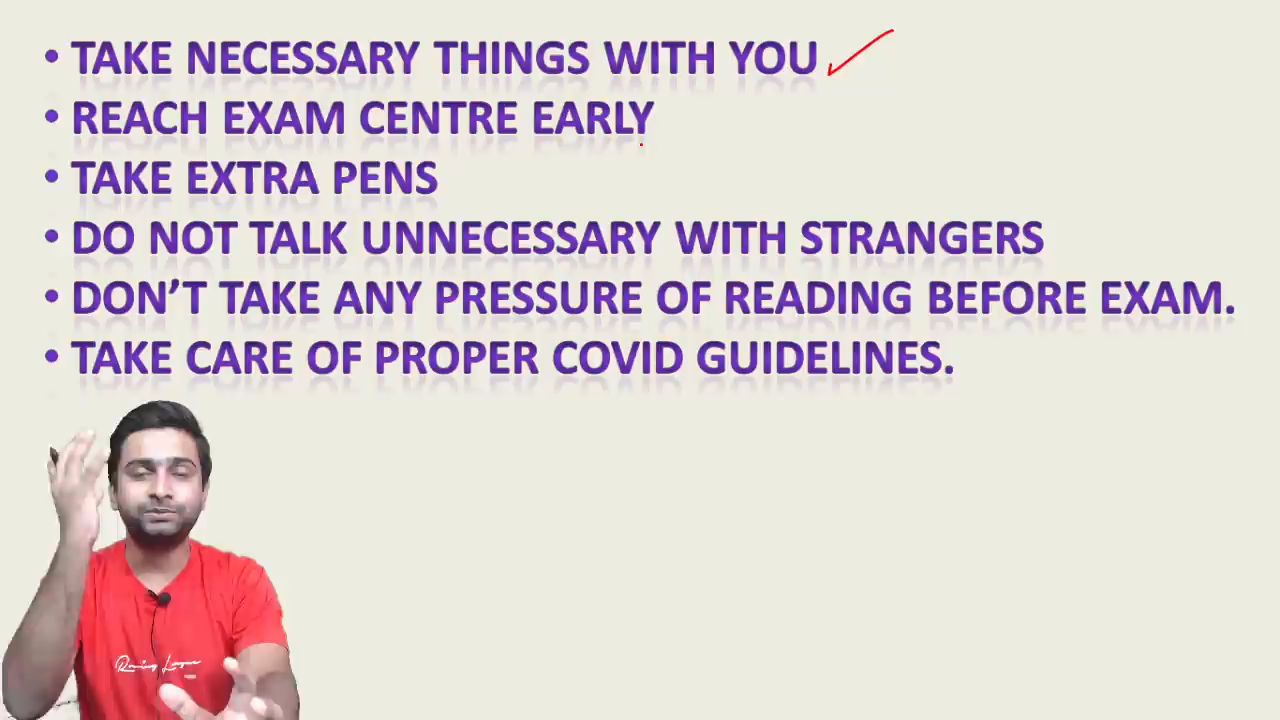 • TAKE NECESSARY THINGS WITH YOU
• REACH EXAM CENTRE EARLY
• TAKE EXTRA PENS
• DO NOT TALK UNNECESSARY WITH STRANGERS
• DON'T TAKE ANY PRESSURE OF READING BEFORE EXAM.
• TAKE CARE OF PROPER COVID GUIDELINES.